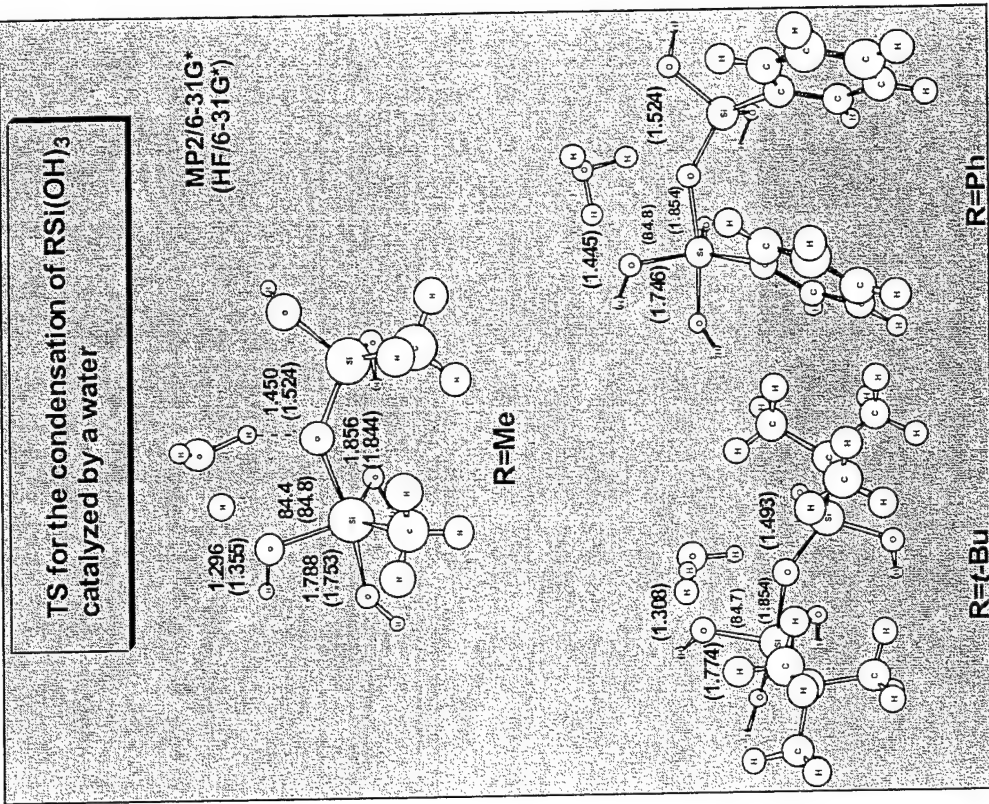 TS for the condensation of RSi(OH)3
catalyzed by a water
MP2/6-31G*
(HF/6-31G*)
1.296
(1.355)
1.450
(1.524)
84.4
(84.8)
1.788
(1.753)
1.856
(1.844)
R=Me
(1.308)
(1.774)
(84.7)
(1.854)
(1.493)
R=t-Bu
(1.445)
(1.746)
(84.8)
(1.854)
(1.524)
R=Ph